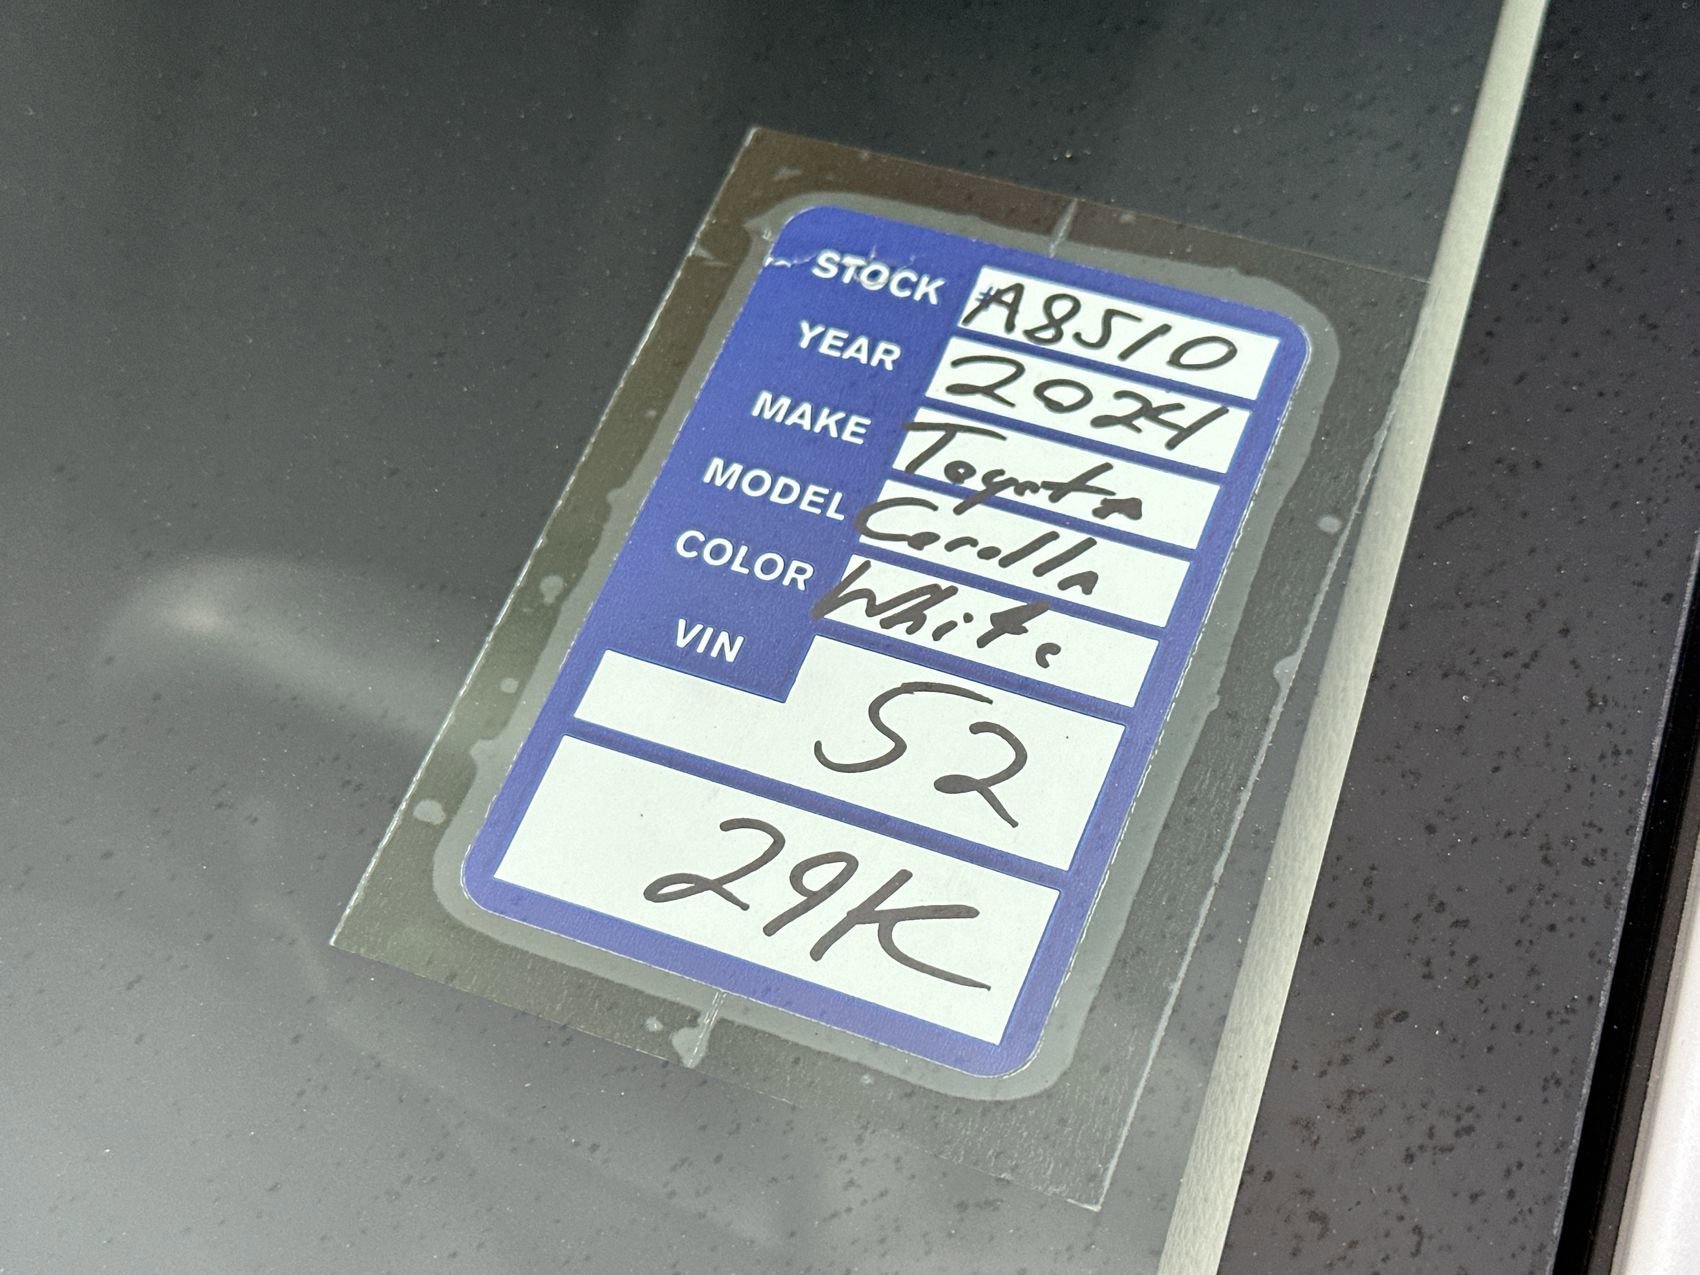 STOCK #A8510
YEAR 2024
MAKE Toyota
MODEL Corolla
COLOR White
VIN
52
29K